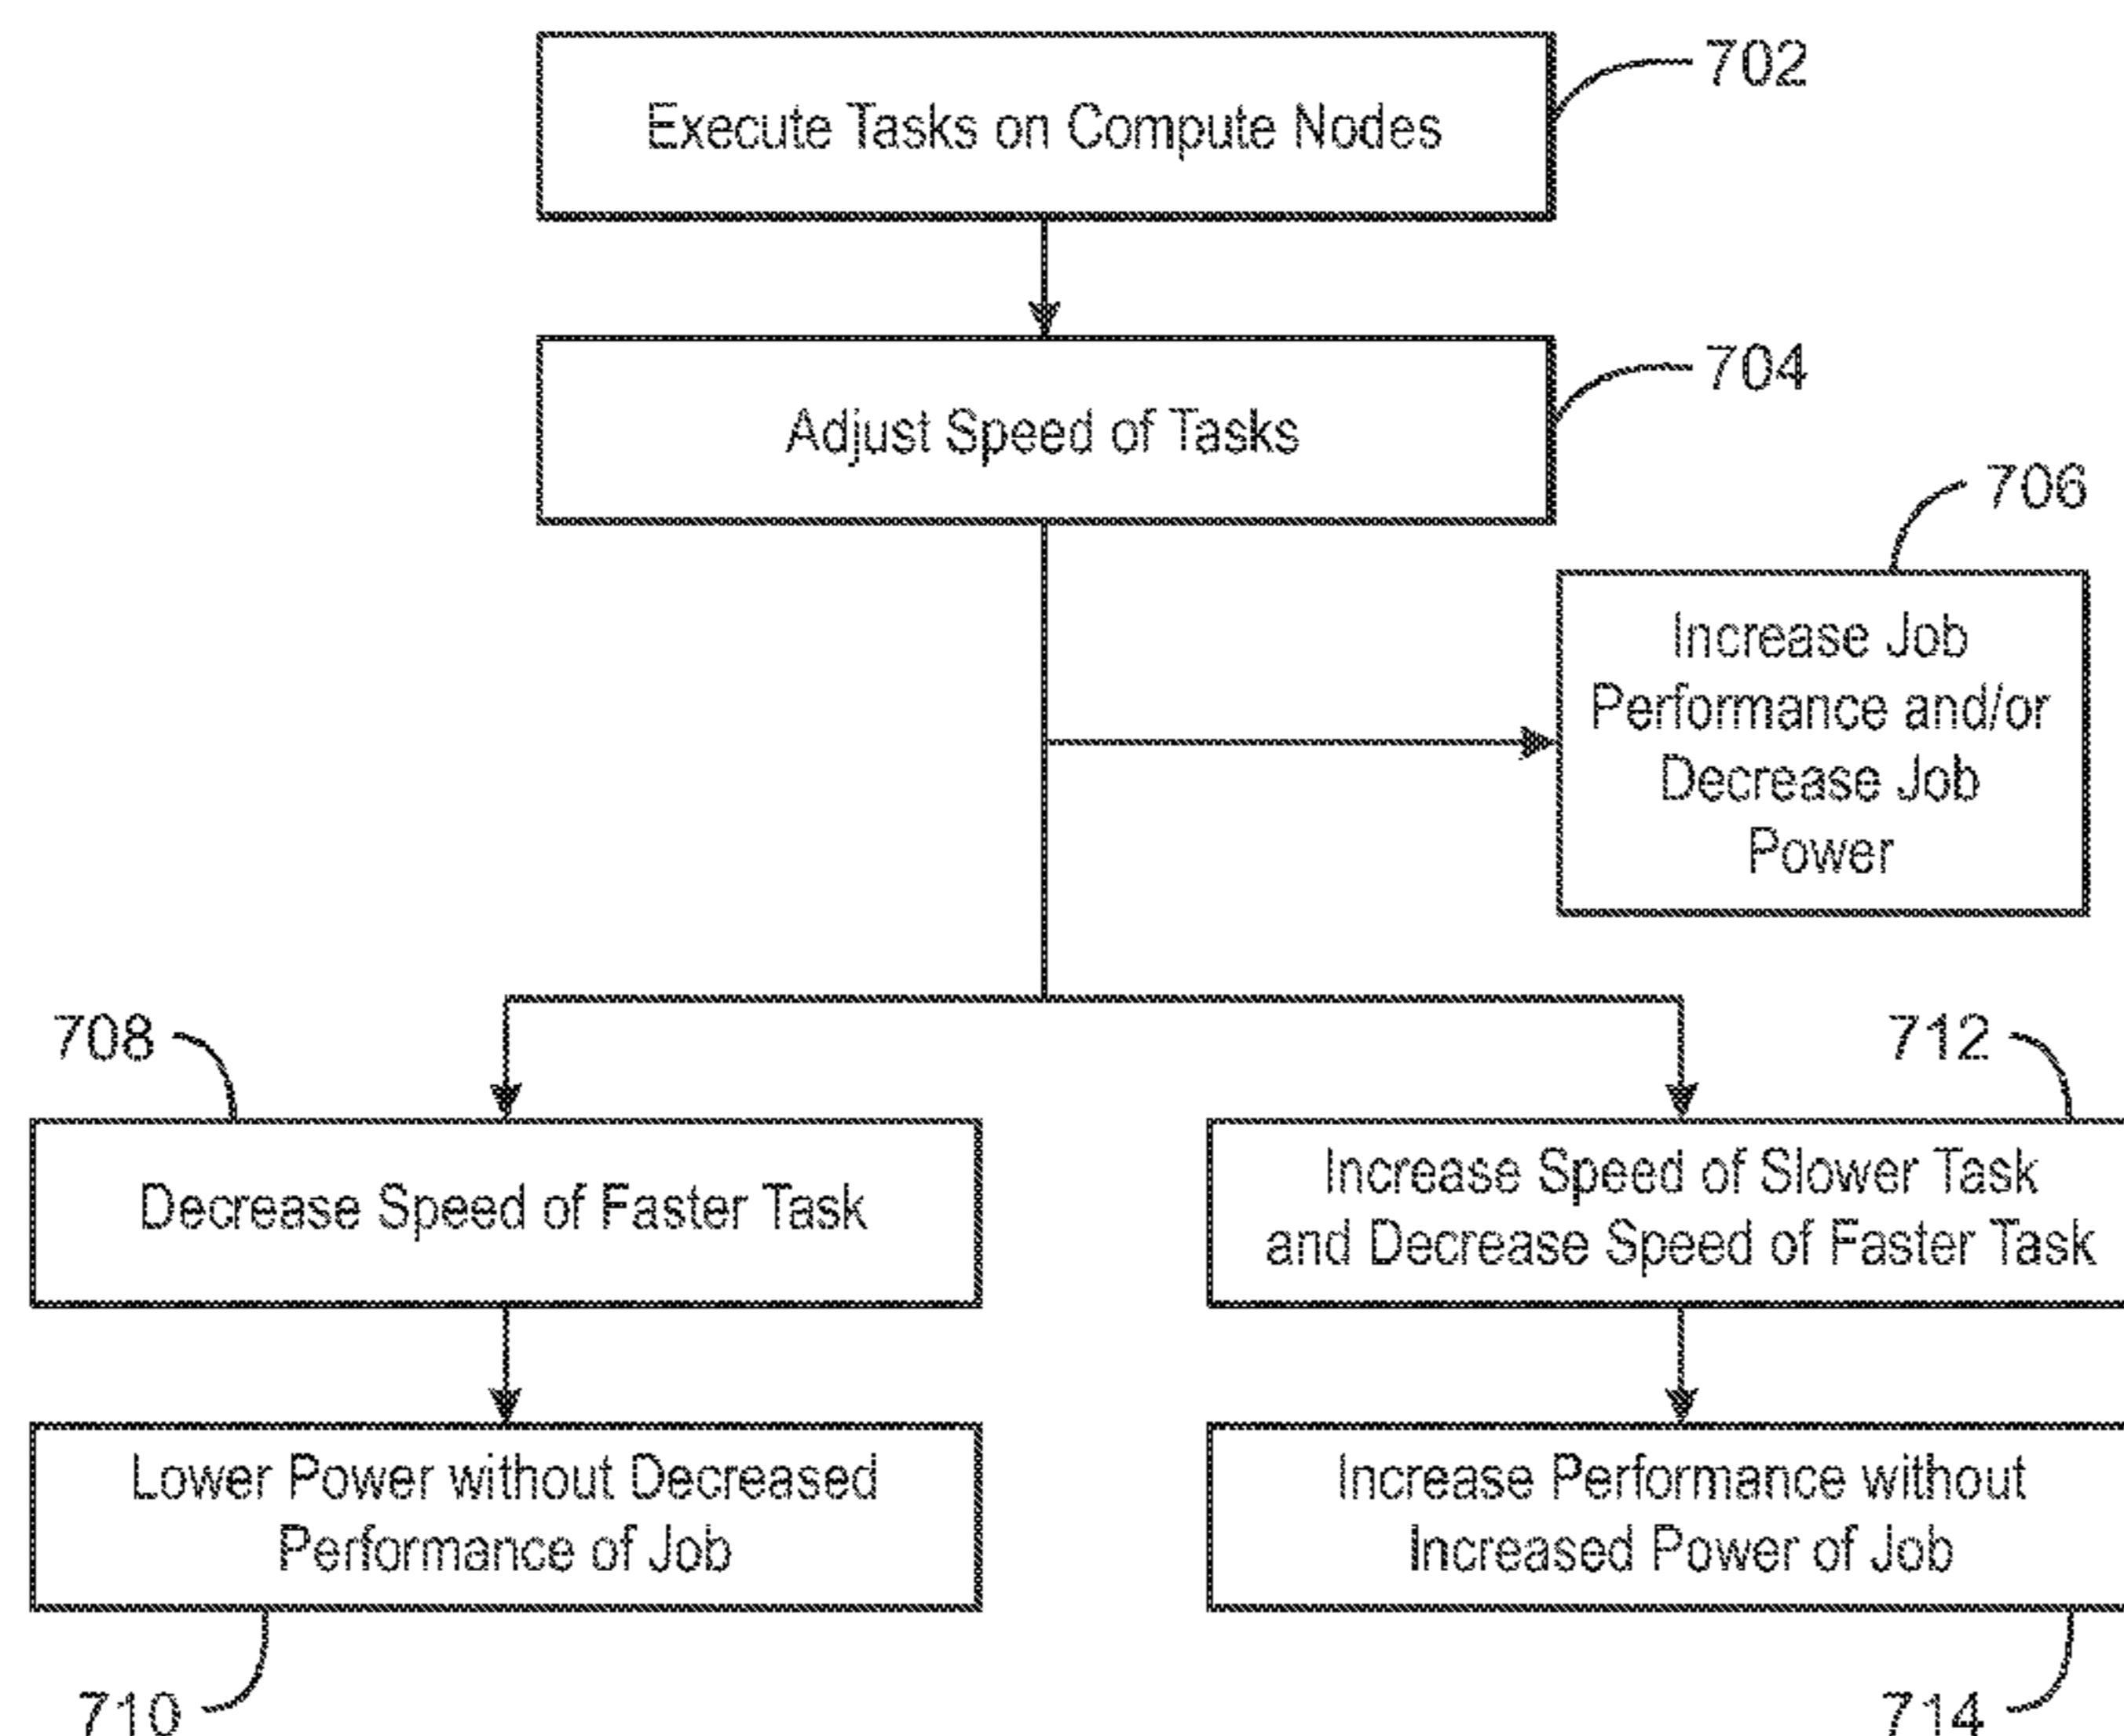 702
Execute Tasks on Compute Nodes
704
Adjust Speed of Tasks
706
Increase Job
Performance and/or
Decrease Job
Power
708
Decrease Speed of Faster Task
712
Increase Speed of Slower Task
and Decrease Speed of Faster Task
Lower Power without Decreased
Performance of Job
710
Increase Performance without
Increased Power of Job
714